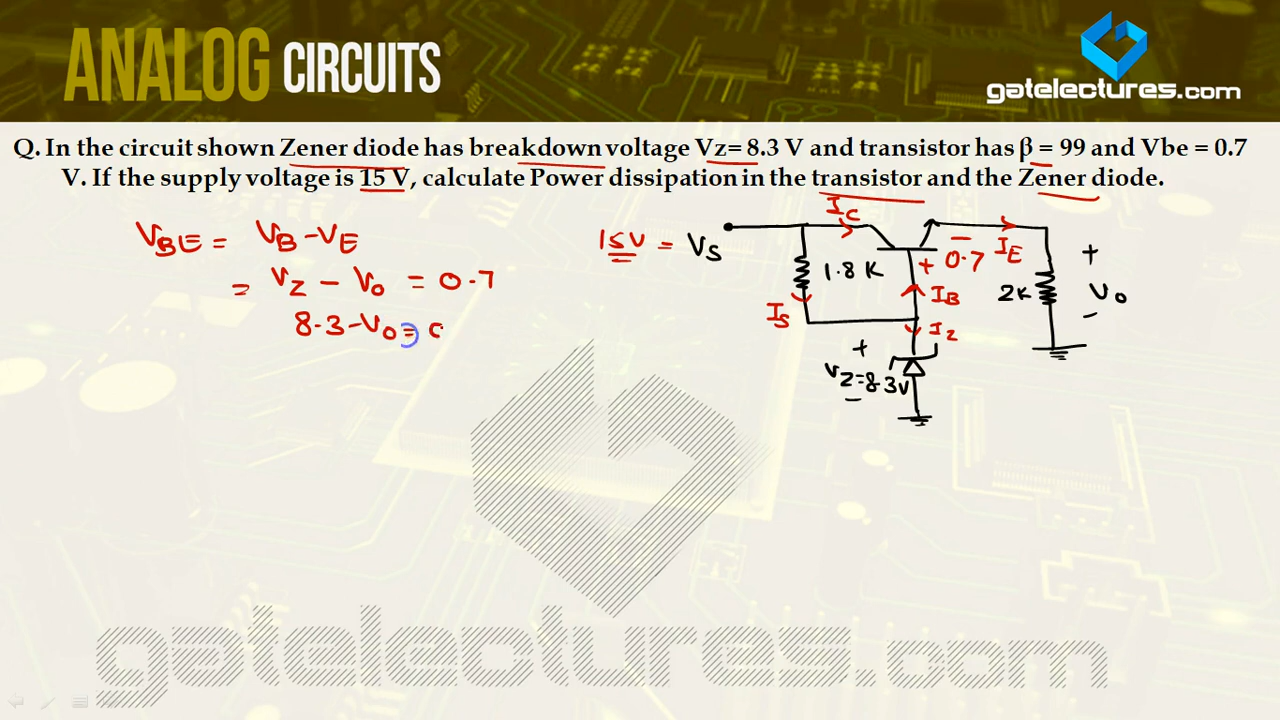 ANALOG CIRCUITS
gatelectures.com
Q. In the circuit shown Zener diode has breakdown voltage Vz= 8.3 V and transistor has β = 99 and Vbe = 0.7
V. If the supply voltage is 15 V, calculate Power dissipation in the transistor and the Zener diode.
VBE = VB - VE
= VZ - VO = 0.7
8.3 - VO =
IC
15V = VS
+ 0.7 -
IE
1.8 K
IB
2K
+
VO
-
IS
IZ
+
VZ=8.3V
-
gatelectures.com